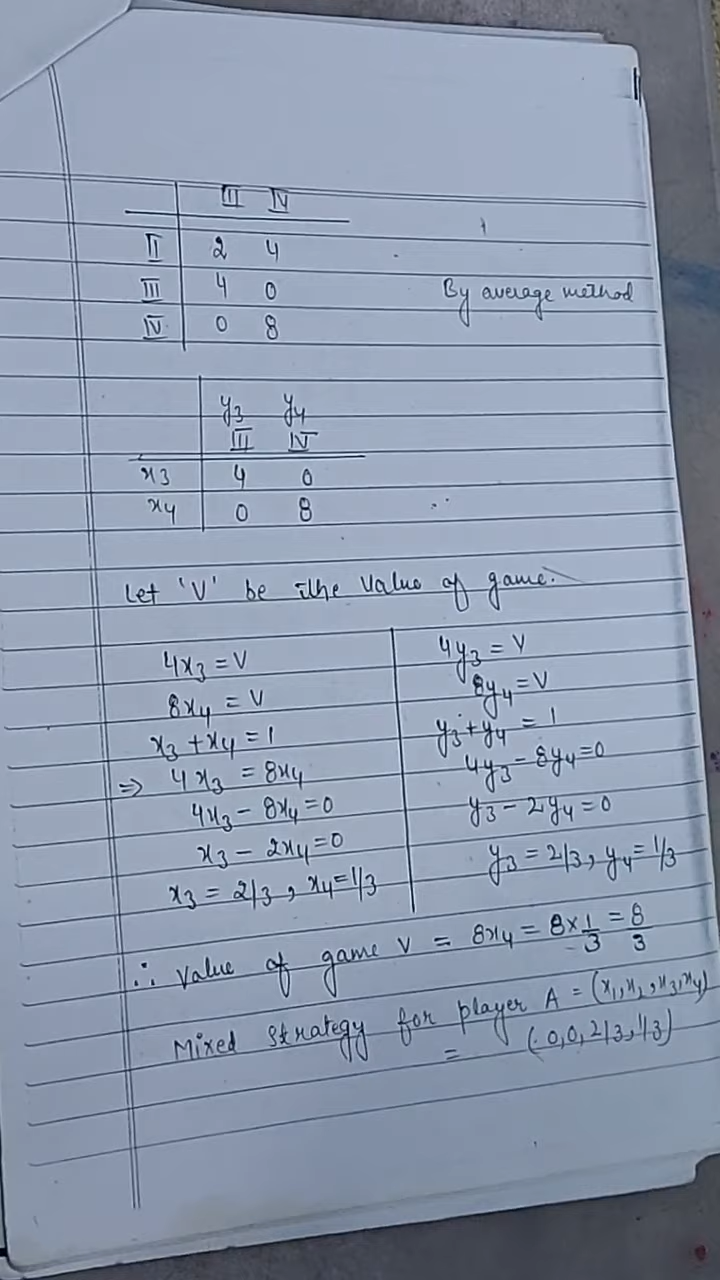 III IV
II 2 4
III 4 0 By average method
IV 0 8
y3 y4
III IV
x3 4 0
x4 0 8
Let 'V' be the Value of game.
4x3 = V
8x4 = V
x3 + x4 = 1
⇒ 4x3 = 8x4
4x3 - 8x4 = 0
x3 - 2x4 = 0
x3 = 2/3, x4 = 1/3
4y3 = V
8y4 = V
y3 + y4 = 1
4y3 - 8y4 = 0
y3 - 2y4 = 0
y3 = 2/3, y4 = 1/3
∴ Value of game V = 8x4 = 8 × 1/3 = 8/3
Mixed Strategy for player A = (x1, x2, x3, x4)
= (0, 0, 2/3, 1/3)